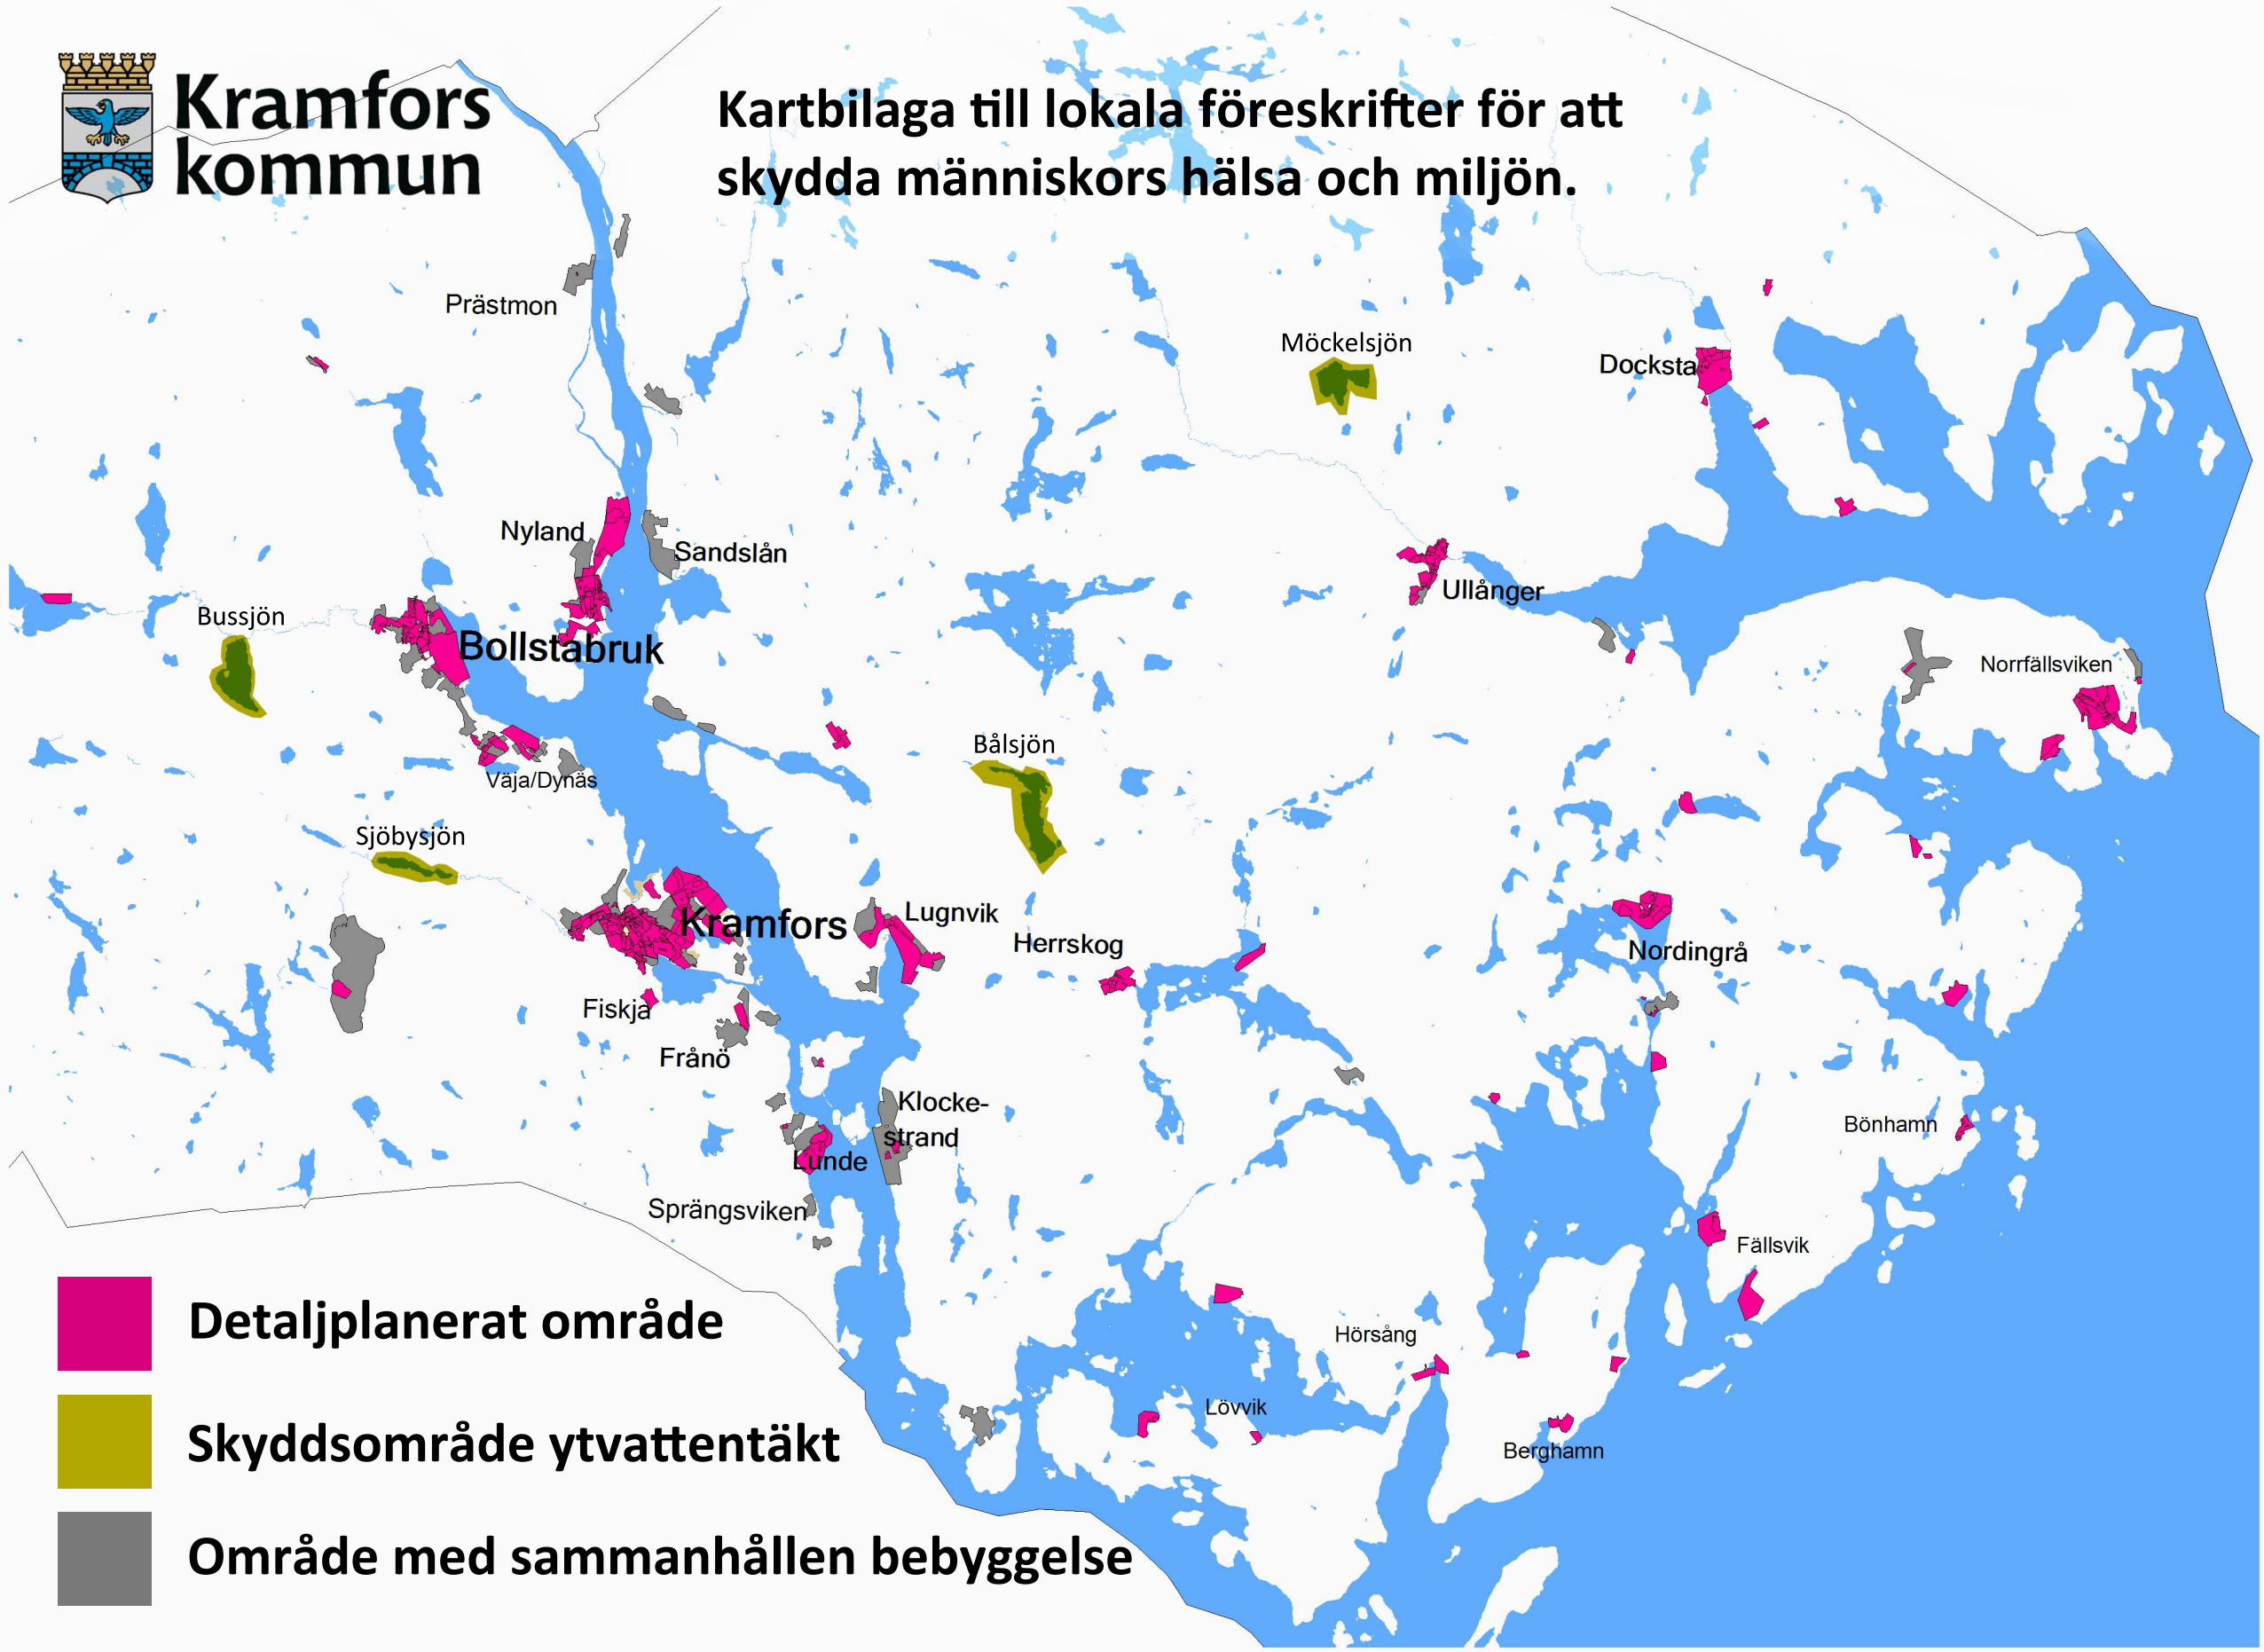 Kramfors
kommun
Kartbilaga till lokala föreskrifter för att
skydda människors hälsa och miljön.
Prästmon
Möckelsjön
Docksta
Nyland
Sandslån
Ullånger
Bussjön
Bollstabruk
Norrfällsviken
Bålsjön
Väja/Dynäs
Sjöbysjön
Kramfors
Lugnvik
Herrskog
Nordingrå
Fiskja
Frånö
Klocke-
strand
Bönhamn
Lunde
Sprängsviken
Fällsvik
Hörsång
Lövvik
Berghamn
Detaljplanerat område
Skyddsområde ytvattentäkt
Område med sammanhållen bebyggelse